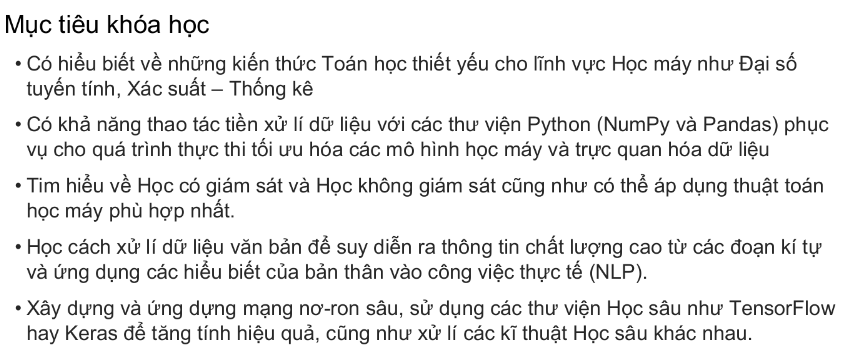 Mục tiêu khóa học
• Có hiểu biết về những kiến thức Toán học thiết yếu cho lĩnh vực Học máy như Đại số
tuyến tính, Xác suất – Thống kê
• Có khả năng thao tác tiền xử lí dữ liệu với các thư viện Python (NumPy và Pandas) phục
vụ cho quá trình thực thi tối ưu hóa các mô hình học máy và trực quan hóa dữ liệu
• Tim hiểu về Học có giám sát và Học không giám sát cũng như có thể áp dụng thuật toán
học máy phù hợp nhất.
• Học cách xử lí dữ liệu văn bản để suy diễn ra thông tin chất lượng cao từ các đoạn kí tự
và ứng dụng các hiểu biết của bản thân vào công việc thực tế (NLP).
• Xây dựng và ứng dựng mạng nơ-ron sâu, sử dụng các thư viện Học sâu như TensorFlow
hay Keras để tăng tính hiệu quả, cũng như xử lí các kĩ thuật Học sâu khác nhau.